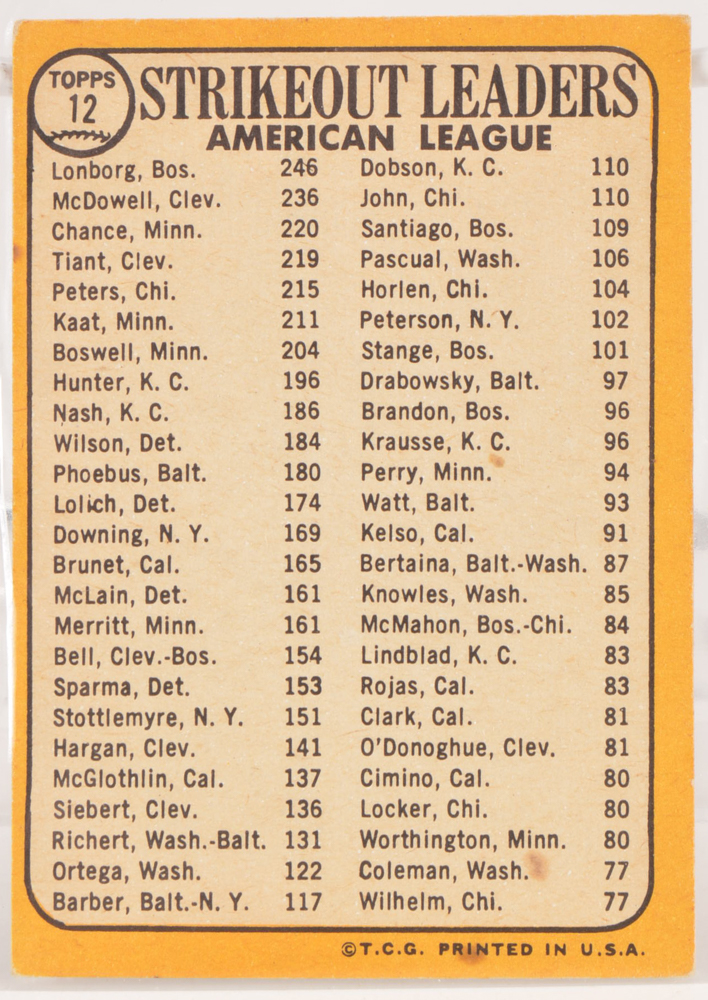 TOPPS
12
STRIKEOUT LEADERS
AMERICAN LEAGUE
Lonborg, Bos. 246
McDowell, Clev. 236
Chance, Minn. 220
Tiant, Clev. 219
Peters, Chi. 215
Kaat, Minn. 211
Boswell, Minn. 204
Hunter, K. C. 196
Nash, K. C. 186
Wilson, Det. 184
Phoebus, Balt. 180
Lolich, Det. 174
Downing, N. Y. 169
Brunet, Cal. 165
McLain, Det. 161
Merritt, Minn. 161
Bell, Clev.-Bos. 154
Sparma, Det. 153
Stottlemyre, N. Y. 151
Hargan, Clev. 141
McGlothlin, Cal. 137
Siebert, Clev. 136
Richert, Wash.-Balt. 131
Ortega, Wash. 122
Barber, Balt.-N. Y. 117
Dobson, K. C. 110
John, Chi. 110
Santiago, Bos. 109
Pascual, Wash. 106
Horlen, Chi. 104
Peterson, N. Y. 102
Stange, Bos. 101
Drabowsky, Balt. 97
Brandon, Bos. 96
Krausse, K. C. 96
Perry, Minn. 94
Watt, Balt. 93
Kelso, Cal. 91
Bertaina, Balt.-Wash. 87
Knowles, Wash. 85
McMahon, Bos.-Chi. 84
Lindblad, K. C. 83
Rojas, Cal. 83
Clark, Cal. 81
O'Donoghue, Clev. 81
Cimino, Cal. 80
Locker, Chi. 80
Worthington, Minn. 80
Coleman, Wash. 77
Wilhelm, Chi. 77
©T.C.G. PRINTED IN U.S.A.